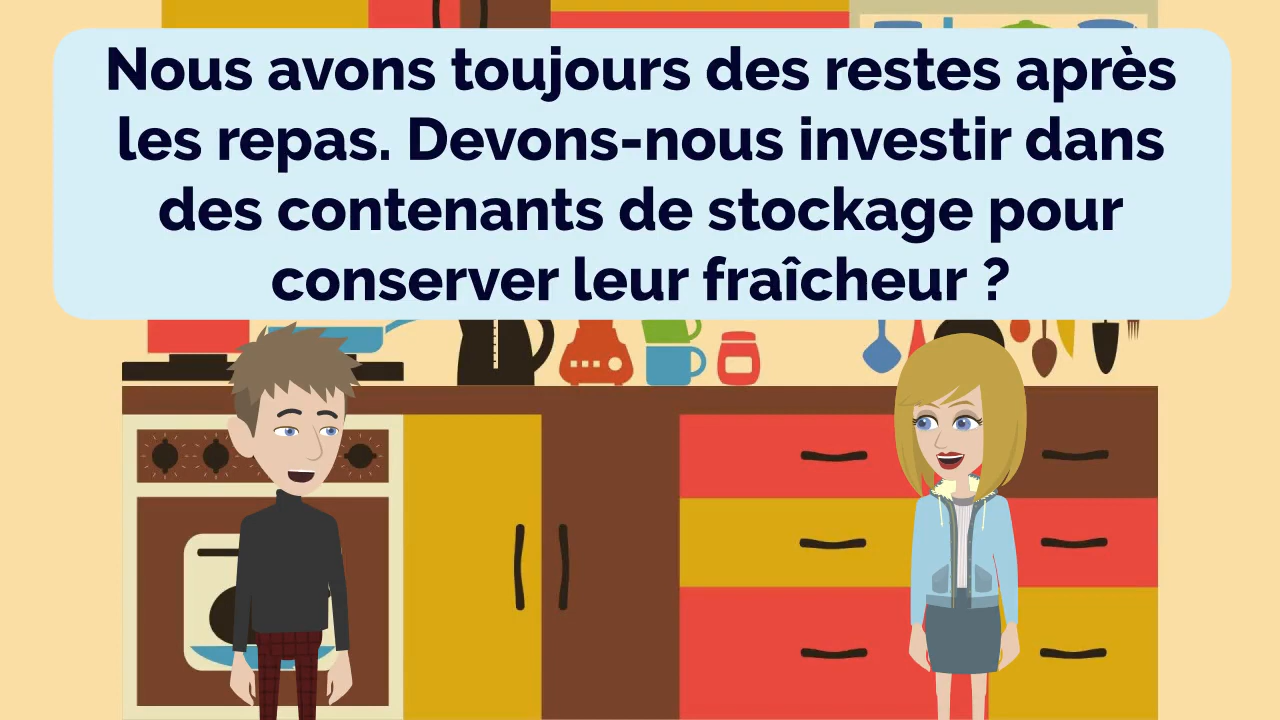 Nous avons toujours des restes après
les repas. Devons-nous investir dans
des contenants de stockage pour
conserver leur fraîcheur ?